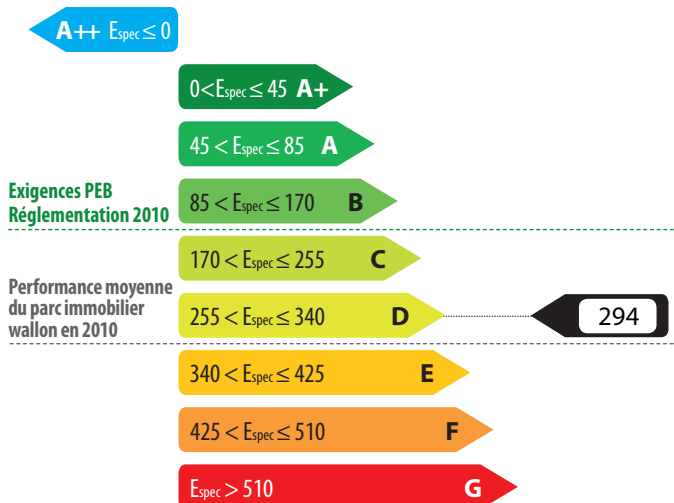 A++ Espec ≤ 0
0 < Espec ≤ 45 A+
45 < Espec ≤ 85 A
Exigences PEB
Réglementation 2010
85 < Espec ≤ 170 B
170 < Espec ≤ 255 C
Performance moyenne
du parc immobilier
wallon en 2010
255 < Espec ≤ 340 D
294
340 < Espec ≤ 425 E
425 < Espec ≤ 510 F
Espec > 510 G